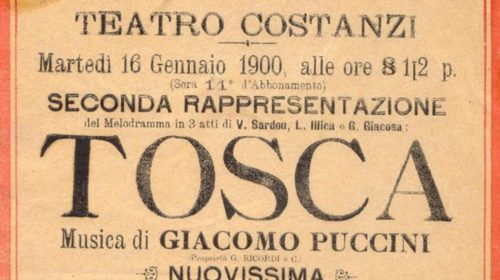 TEATRO COSTANZI
Martedì 16 Gennaio 1900, alle ore 8 1|2 p.
(Sera 11ª d'Abbonamento)
SECONDA RAPPRESENTAZIONE
del Melodramma in 3 atti di V. Sardou, L. Illica e G. Giacosa:
TOSCA
Musica di GIACOMO PUCCINI
(Proprietà G. RICORDI e C.)
NUOVISSIMA